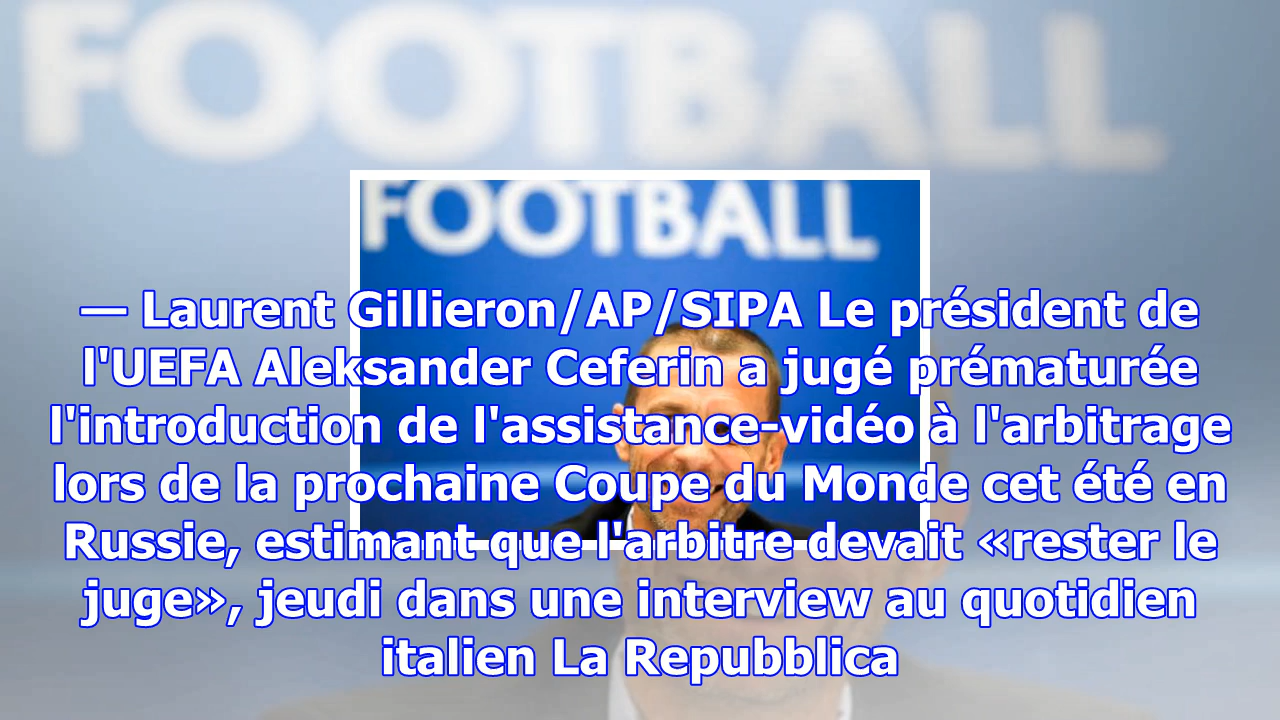 FOOTBALL
FOOTBALL
— Laurent Gillieron/AP/SIPA Le président de
l'UEFA Aleksander Ceferin a jugé prématurée
l'introduction de l'assistance-vidéo à l'arbitrage
lors de la prochaine Coupe du Monde cet été en
Russie, estimant que l'arbitre devait «rester le
juge», jeudi dans une interview au quotidien
italien La Repubblica